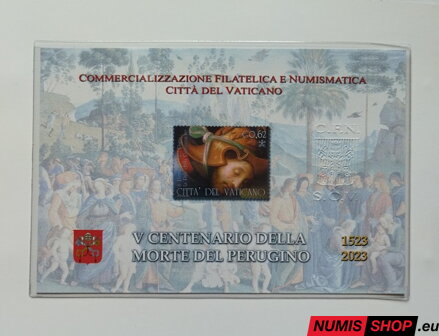 COMMERCIALIZZAZIONE FILATELICA E NUMISMATICA
CITTÀ DEL VATICANO
€0,62
CITTA' DEL VATICANO
C.F.N.
S.C.V.
V CENTENARIO DELLA 1523
MORTE DEL PERUGINO 2023
NUMIS SHOP.eu